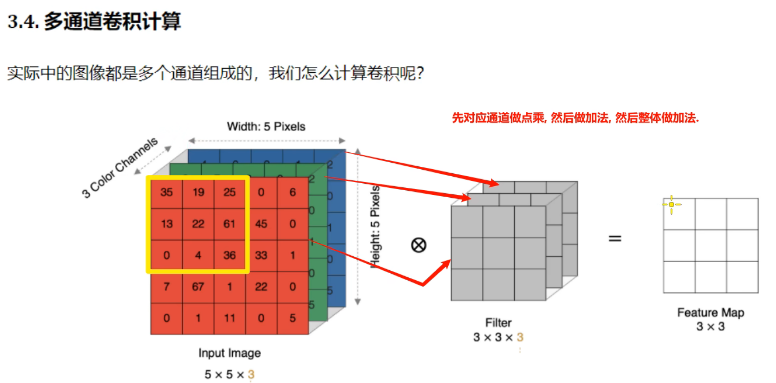 3.4. 多通道卷积计算
实际中的图像都是多个通道组成的，我们怎么计算卷积呢？
先对应通道做点乘, 然后做加法, 然后整体做加法.
Width: 5 Pixels
3 Color Channels
Height: 5 Pixels
35 19 25 0 6
13 22 61 45 0
0 4 36 33 1
7 67 1 22 0
0 1 11 0 5
⊗
=
Input Image
5 × 5 × 3
Filter
3 × 3 × 3
Feature Map
3 × 3